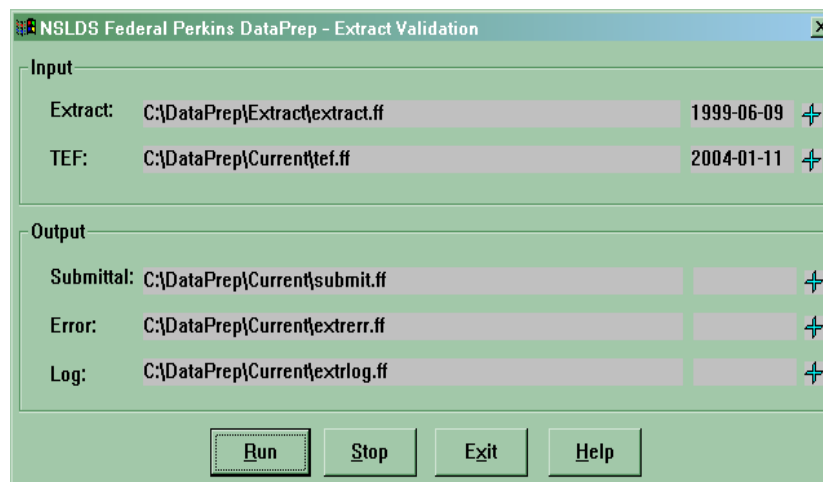 NSLDS Federal Perkins DataPrep - Extract Validation
Input
Extract: C:\DataPrep\Extract\extract.ff 1999-06-09
TEF: C:\DataPrep\Current\tef.ff 2004-01-11
Output
Submittal: C:\DataPrep\Current\submit.ff
Error: C:\DataPrep\Current\extrerr.ff
Log: C:\DataPrep\Current\extrlog.ff
Run Stop Exit Help